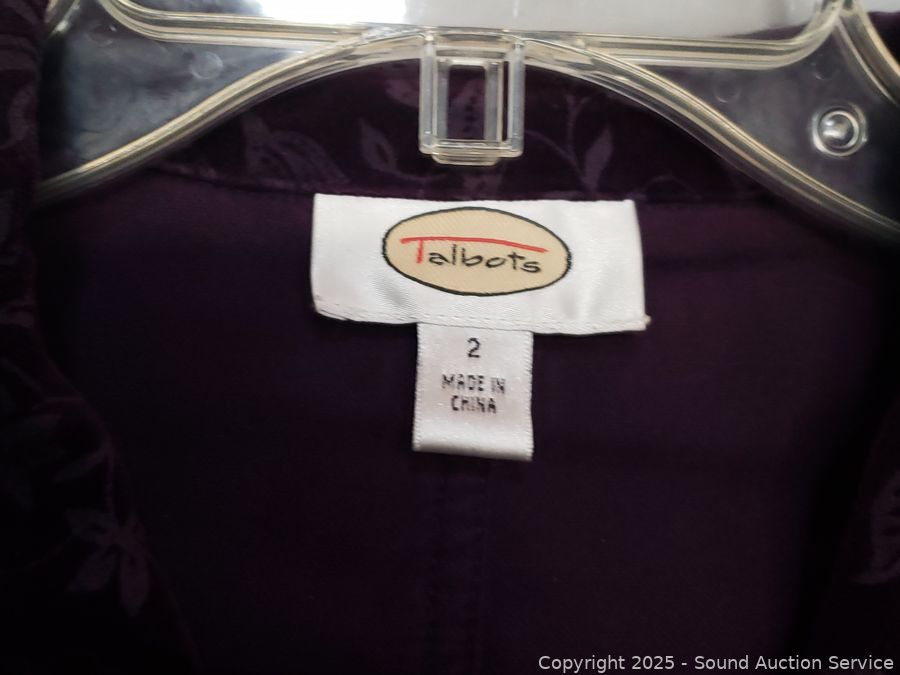 Talbots
2
MADE IN
CHINA
Copyright 2025 - Sound Auction Service